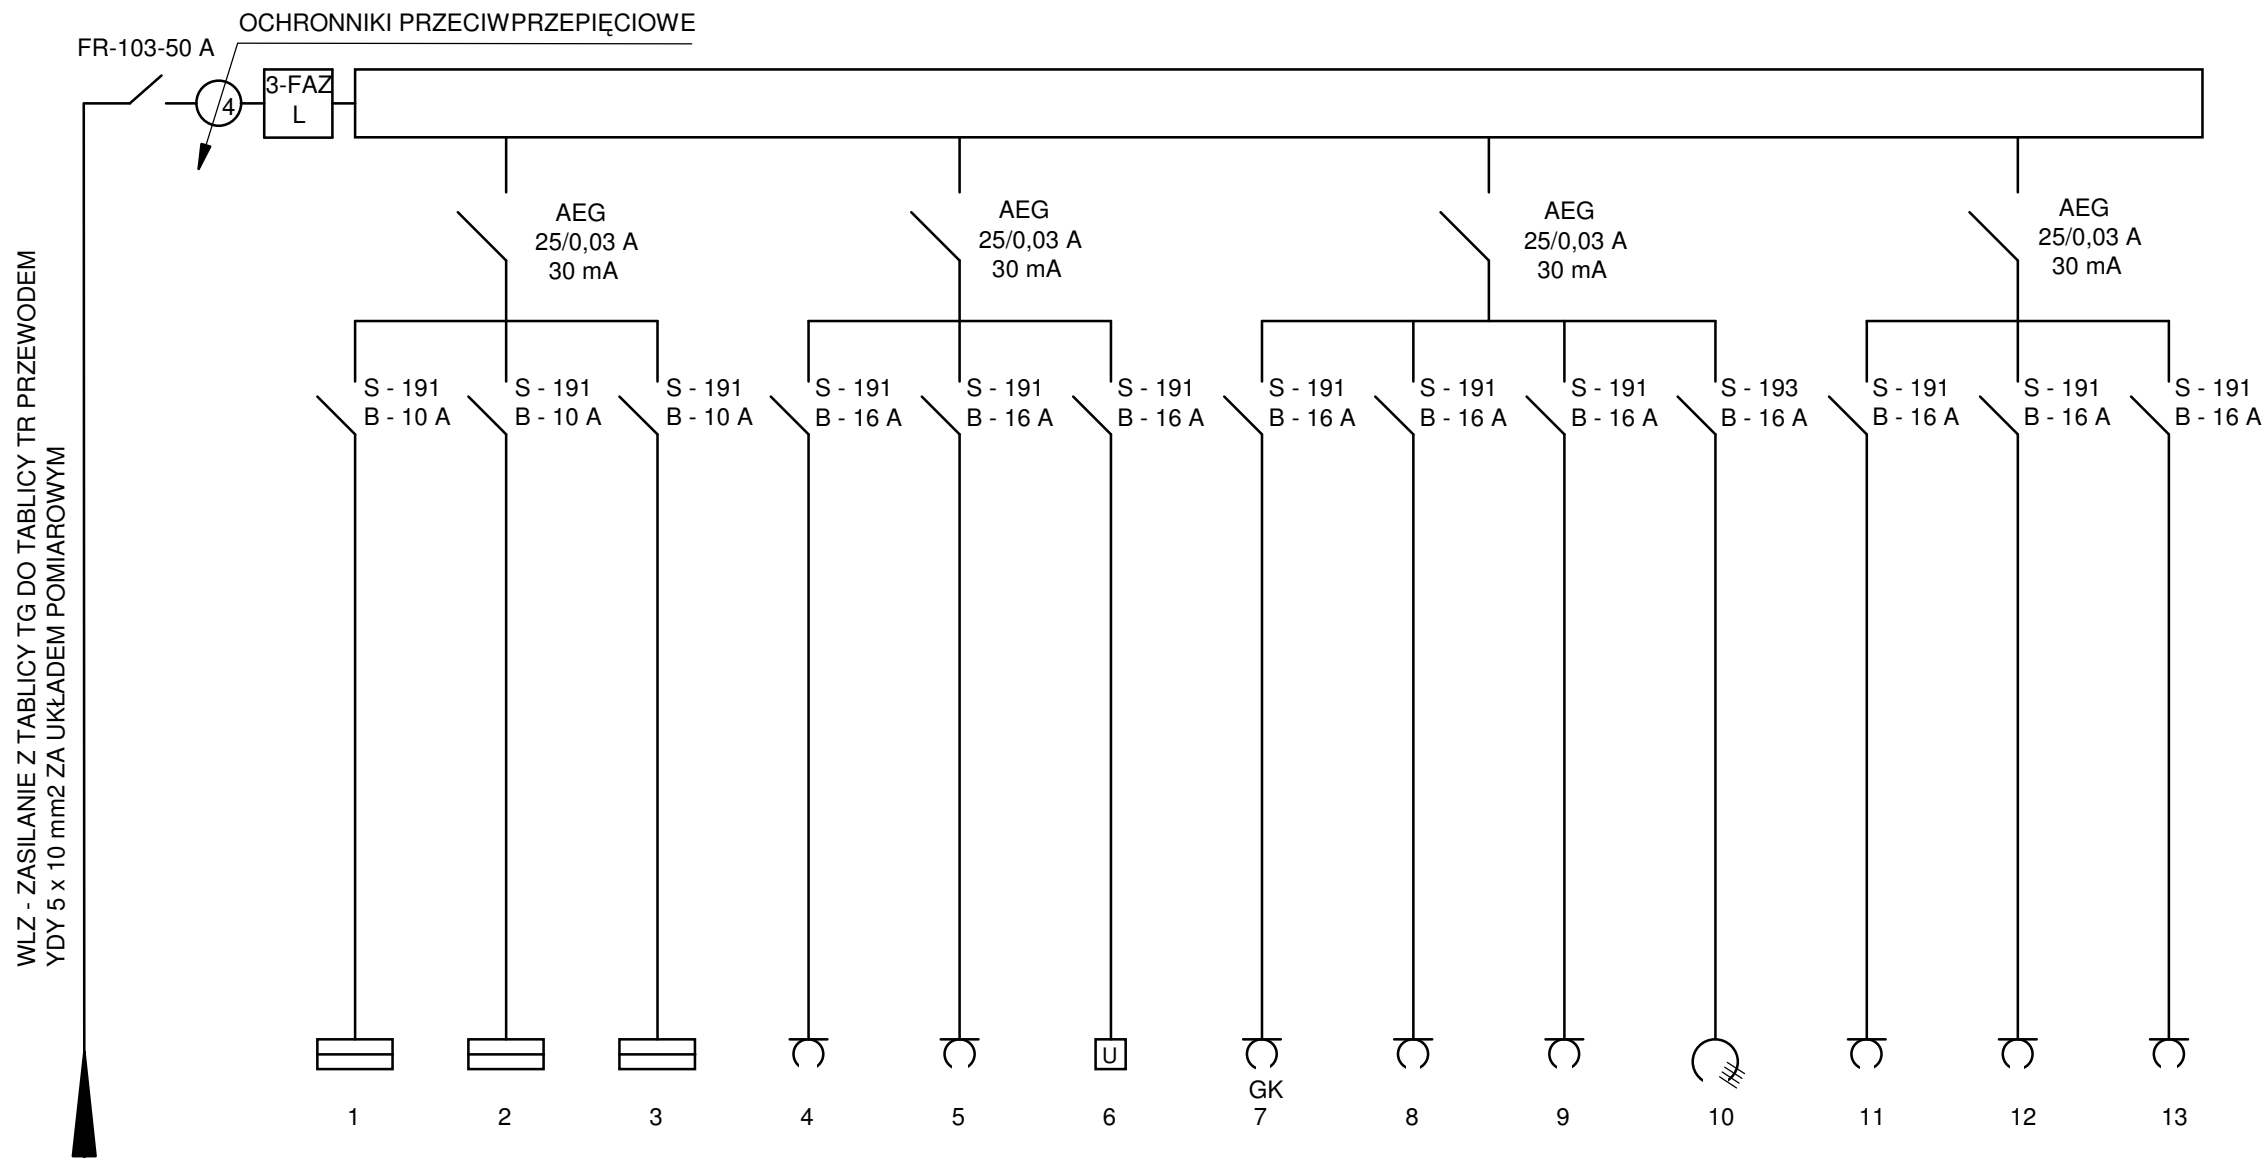 OCHRONNIKI PRZECIWPRZEPIĘCIOWE
FR-103-50 A
4
3-FAZ
L
AEG
25/0,03 A
30 mA
AEG
25/0,03 A
30 mA
AEG
25/0,03 A
30 mA
AEG
25/0,03 A
30 mA
WLZ - ZASILANIE Z TABLICY TG DO TABLICY TR PRZEWODEM
YDY 5 x 10 mm2 ZA UKŁADEM POMIAROWYM
S - 191
B - 10 A
S - 191
B - 10 A
S - 191
B - 10 A
S - 191
B - 16 A
S - 191
B - 16 A
S - 191
B - 16 A
S - 191
B - 16 A
S - 191
B - 16 A
S - 191
B - 16 A
S - 193
B - 16 A
S - 191
B - 16 A
S - 191
B - 16 A
S - 191
B - 16 A
U
GK
1 2 3 4 5 6 7 8 9 10 11 12 13